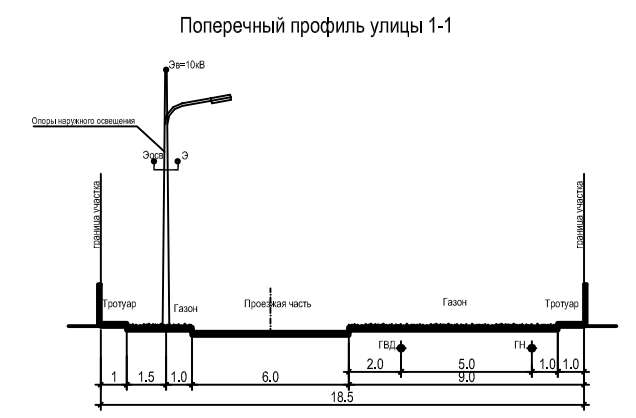 Поперечный профиль улицы 1-1
Эв=10кВ
Опоры наружного освещения
Эосв Э
граница участка
граница участка
Тротуар Газон Проезжая часть Газон Тротуар
ГВД ГН
2.0 5.0 1.0 1.0
1 1.5 1.0 6.0 9.0
18.5